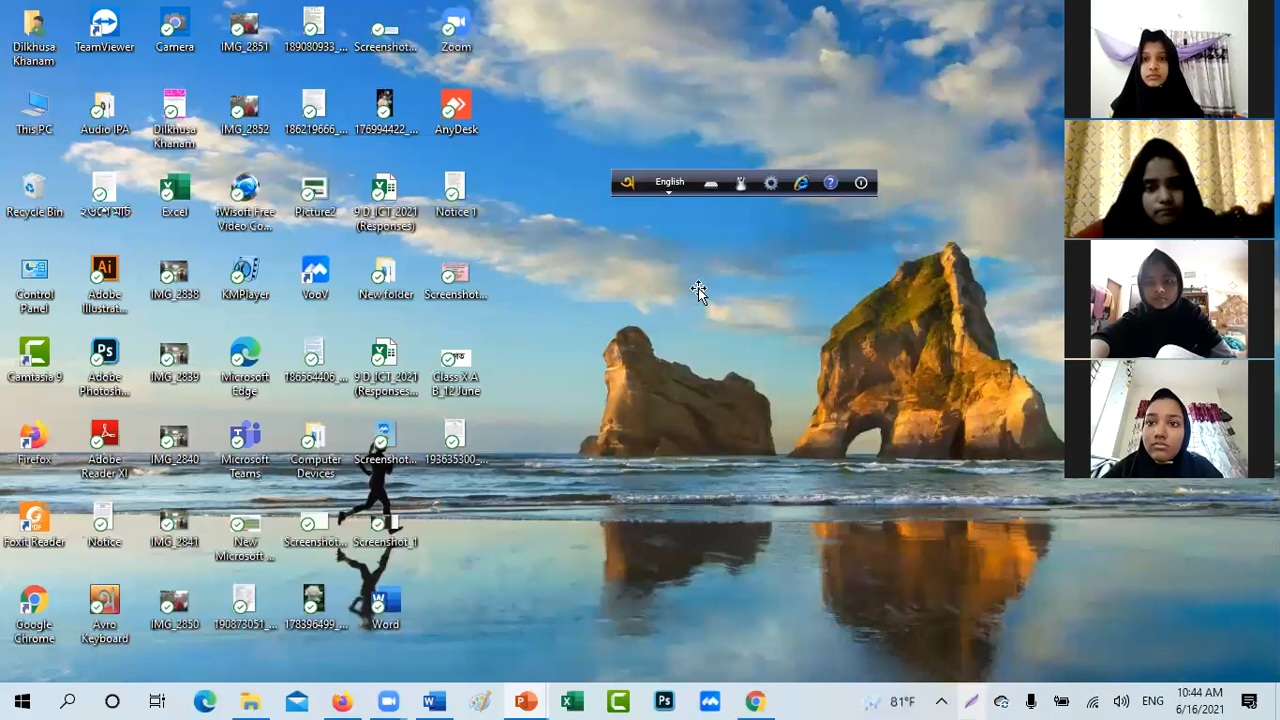 Dilkhusa
Khanam
TeamViewer
Camera
IMG_2851
189080933_...
Screenshot...
Zoom
This PC
Audio IPA
Dilkhusa
Khanam
IMG_2852
186219666_...
176994422_...
AnyDesk
Recycle Bin
Excel
iWisoft Free
Video Co...
Picture2
9 D_ICT_2021
(Responses)
Notice 1
Control
Panel
Adobe
Illustrat...
IMG_2838
KMPlayer
VooV
New folder
Screenshot...
Camtasia 9
Adobe
Photosh...
IMG_2839
Microsoft
Edge
186564406_...
9 D_ICT_2021
(Responses...
Class X A
B_12 June
Firefox
Adobe
Reader XI
IMG_2840
Microsoft
Teams
Computer
Devices
Screenshot...
193635300_...
Foxit Reader
Notice
IMG_2841
New
Microsoft ...
Screenshot...
Screenshot_1
Google
Chrome
Avro
Keyboard
IMG_2850
190873051_...
178396499_...
Word
English
81°F
ENG
10:44 AM
6/16/2021